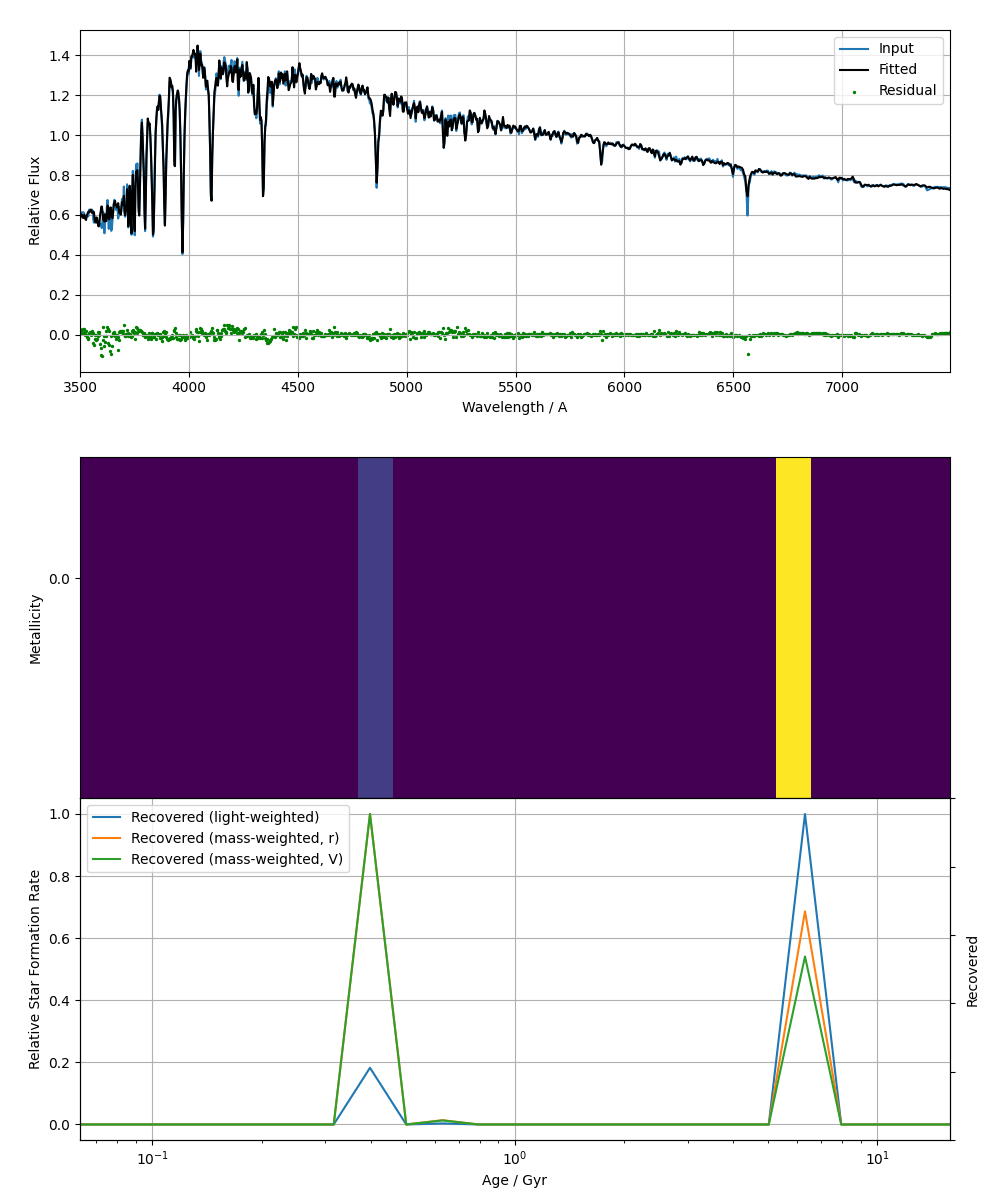 1.4
1.2
1.0
0.8
0.6
0.4
0.2
0.0
Relative Flux
Input
Fitted
Residual
3500
4000
4500
5000
5500
6000
6500
7000
Wavelength / A
0.0
Metallicity
1.0
0.8
0.6
0.4
0.2
0.0
Relative Star Formation Rate
Recovered (light-weighted)
Recovered (mass-weighted, r)
Recovered (mass-weighted, V)
Recovered
10⁻¹
10⁰
10¹
Age / Gyr